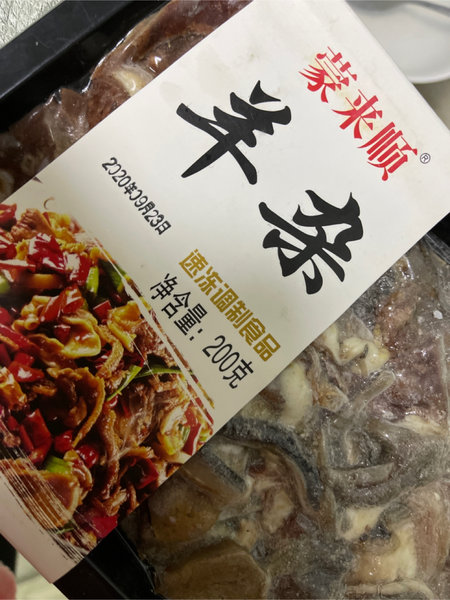 蒙来顺®
羊杂
2020年09月23日
速冻调制食品
净含量：200克